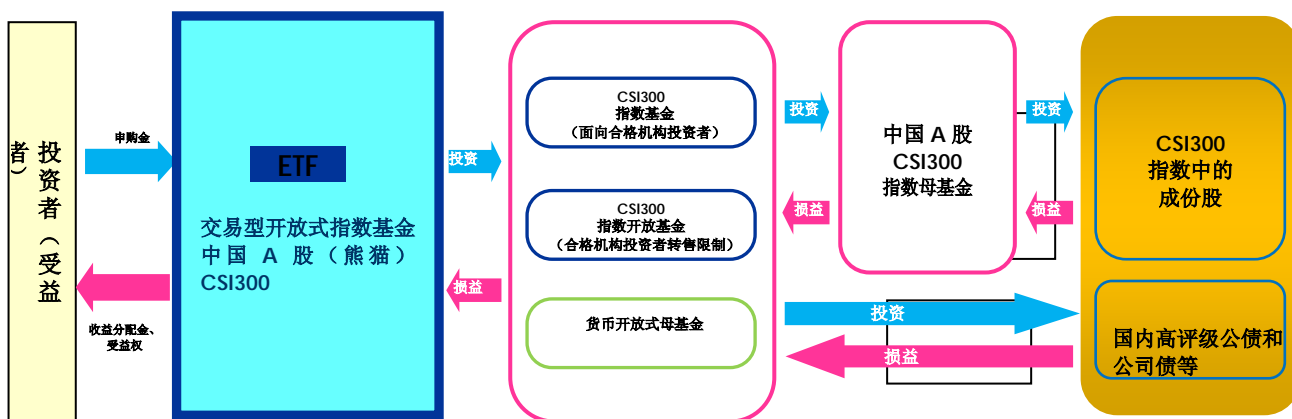 投资者（受益
者）
申购金
收益分配金、
受益权
ETF
交易型开放式指数基金
中国 A 股（熊猫）
CSI300
投资
损益
CSI300
指数基金
（面向合格机构投资者）
CSI300
指数开放基金
（合格机构投资者转售限制）
货币开放式母基金
投资
损益
中国 A 股
CSI300
指数母基金
投资
损益
投资
损益
CSI300
指数中的
成份股
国内高评级公债和
公司债等